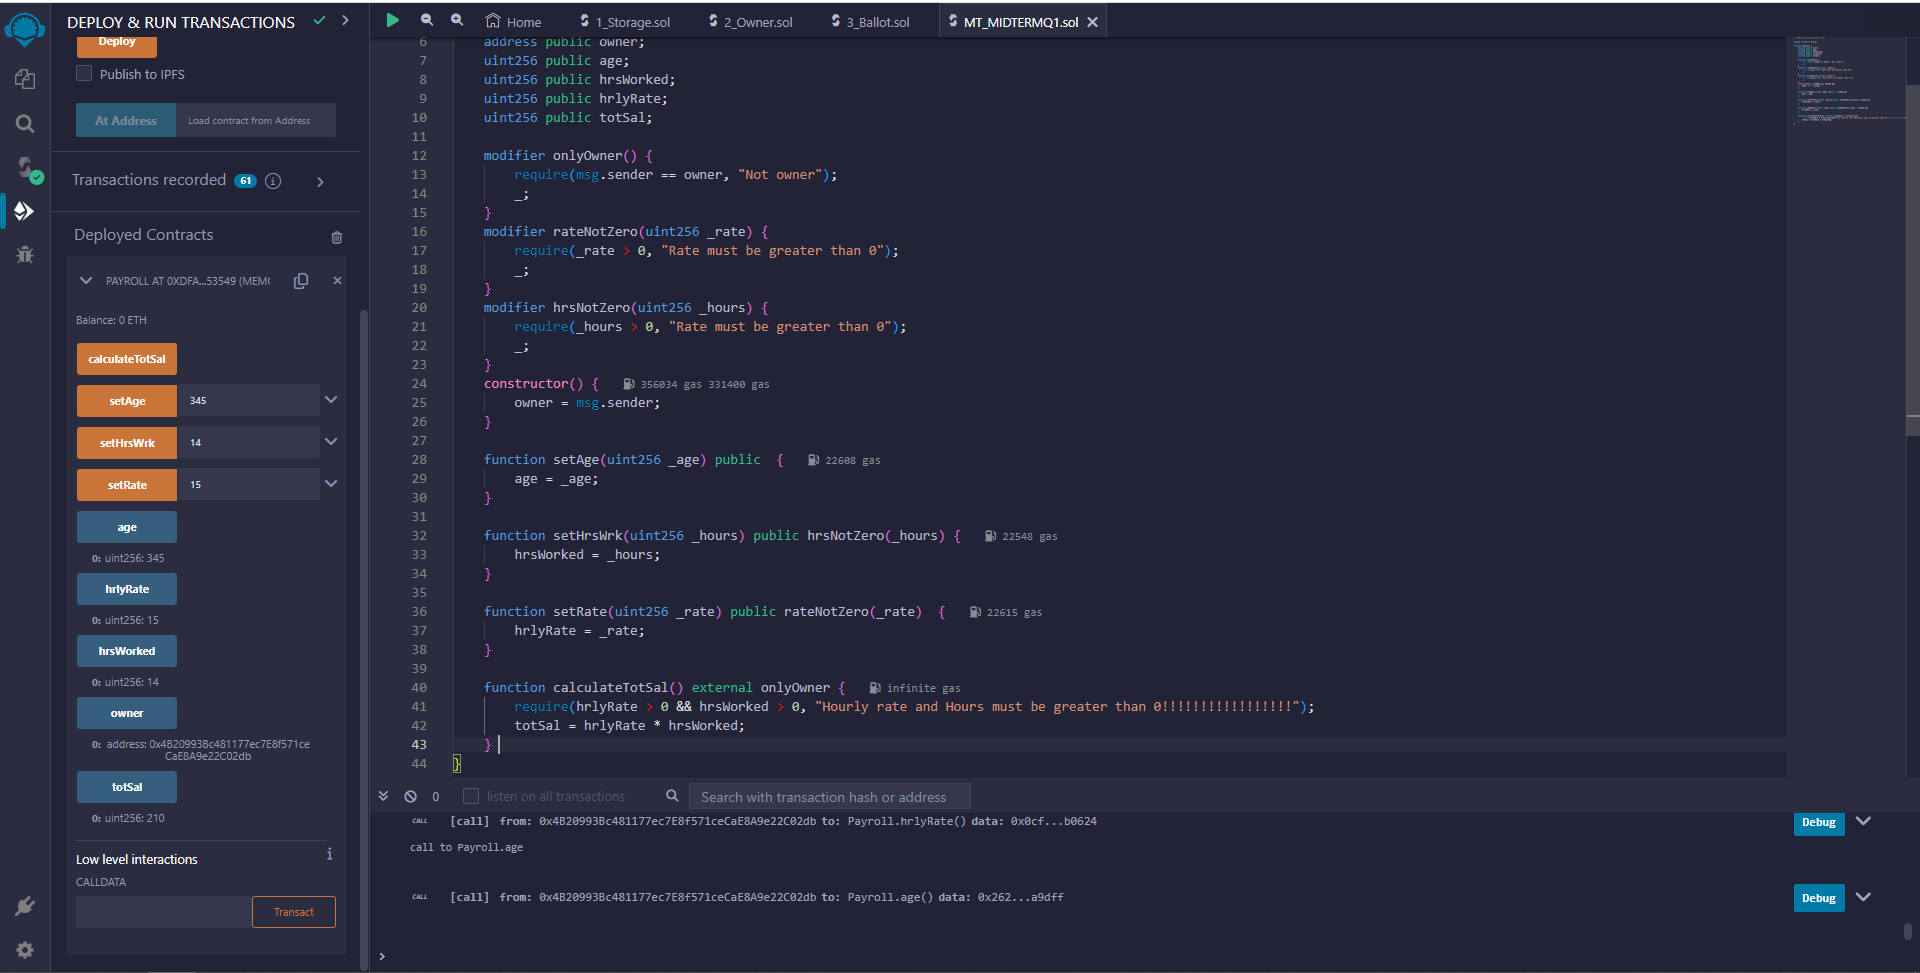 DEPLOY & RUN TRANSACTIONS
Deploy
Publish to IPFS
At Address
Load contract from Address
Transactions recorded 61
Deployed Contracts
PAYROLL AT 0XDFA...53549 (MEMO
Balance: 0 ETH
calculateTotSal
setAge 345
setHrsWrk 14
setRate 15
age
0: uint256: 345
hrlyRate
0: uint256: 15
hrsWorked
0: uint256: 14
owner
0: address: 0x4B20993Bc481177ec7E8f571ce
CaE8A9e22C02db
totSal
0: uint256: 210
Low level interactions
CALLDATA
Transact
Home
1_Storage.sol
2_Owner.sol
3_Ballot.sol
MT_MIDTERMQ1.sol
6 address public owner;
7 uint256 public age;
8 uint256 public hrsWorked;
9 uint256 public hrlyRate;
10 uint256 public totSal;
11
12 modifier onlyOwner() {
13 require(msg.sender == owner, "Not owner");
14 _;
15 }
16 modifier rateNotZero(uint256 _rate) {
17 require(_rate > 0, "Rate must be greater than 0");
18 _;
19 }
20 modifier hrsNotZero(uint256 _hours) {
21 require(_hours > 0, "Rate must be greater than 0");
22 _;
23 }
24 constructor() { 356034 gas 331400 gas
25 owner = msg.sender;
26 }
27
28 function setAge(uint256 _age) public { 22608 gas
29 age = _age;
30 }
31
32 function setHrsWrk(uint256 _hours) public hrsNotZero(_hours) { 22548 gas
33 hrsWorked = _hours;
34 }
35
36 function setRate(uint256 _rate) public rateNotZero(_rate) { 22615 gas
37 hrlyRate = _rate;
38 }
39
40 function calculateTotSal() external onlyOwner { infinite gas
41 require(hrlyRate > 0 && hrsWorked > 0, "Hourly rate and Hours must be greater than 0!!!!!!!!!!!!!!!!!");
42 totSal = hrlyRate * hrsWorked;
43 }
44 }
0
listen on all transactions
Search with transaction hash or address
CALL [call] from: 0x4B20993Bc481177ec7E8f571ceCaE8A9e22C02db to: Payroll.hrlyRate() data: 0x0cf...b0624
Debug
call to Payroll.age
CALL [call] from: 0x4B20993Bc481177ec7E8f571ceCaE8A9e22C02db to: Payroll.age() data: 0x262...a9dff
Debug
>